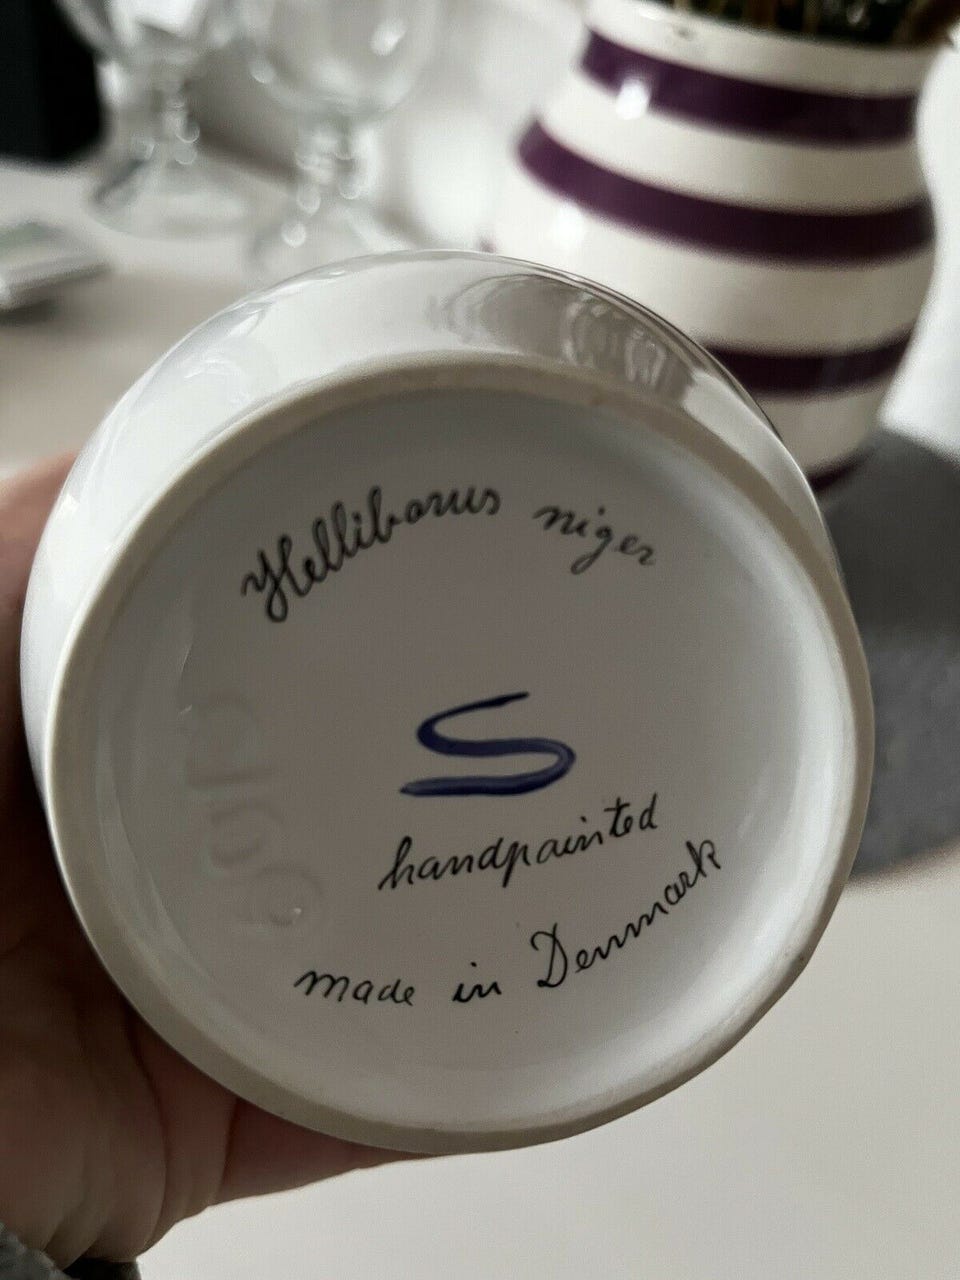 Helliborus niger
S
handpainted
made in Denmark